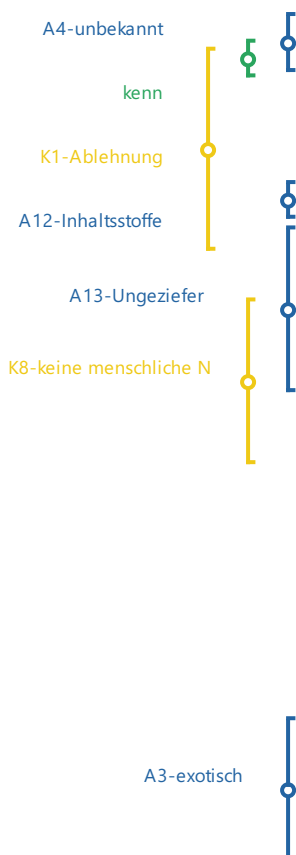 A4-unbekannt
kenn
K1-Ablehnung
A12-Inhaltsstoffe
A13-Ungeziefer
K8-keine menschliche N
A3-exotisch